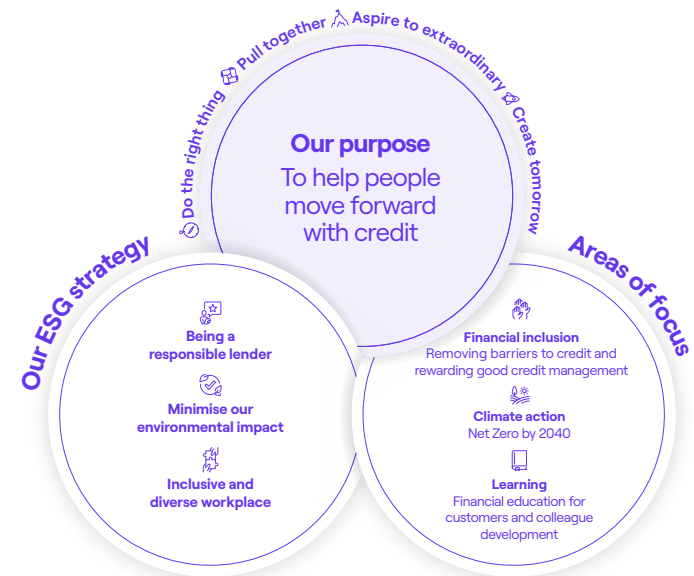 Do the right thing
Pull together
Aspire to extraordinary
Create tomorrow
Our purpose
To help people
move forward
with credit
Our ESG strategy
Being a
responsible lender
Minimise our
environmental impact
Inclusive and
diverse workplace
Areas of focus
Financial inclusion
Removing barriers to credit and
rewarding good credit management
Climate action
Net Zero by 2040
Learning
Financial education for
customers and colleague
development